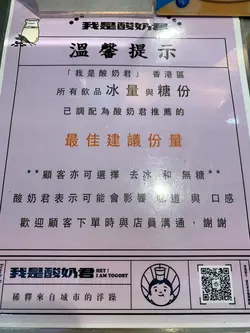 我是酸奶君
溫馨提示
「我是酸奶君」 香港區
所有飲品冰量與糖份
已調配為酸奶君推薦的
最佳建議份量
**顧客亦可選擇 去冰 和 無糖**
酸奶君表示可能會影響 味道 與 口感
歡迎顧客下單時與店員溝通,謝謝
我是酸奶君 HEY!
I AM YOGOST
稀釋來自城市的浮躁